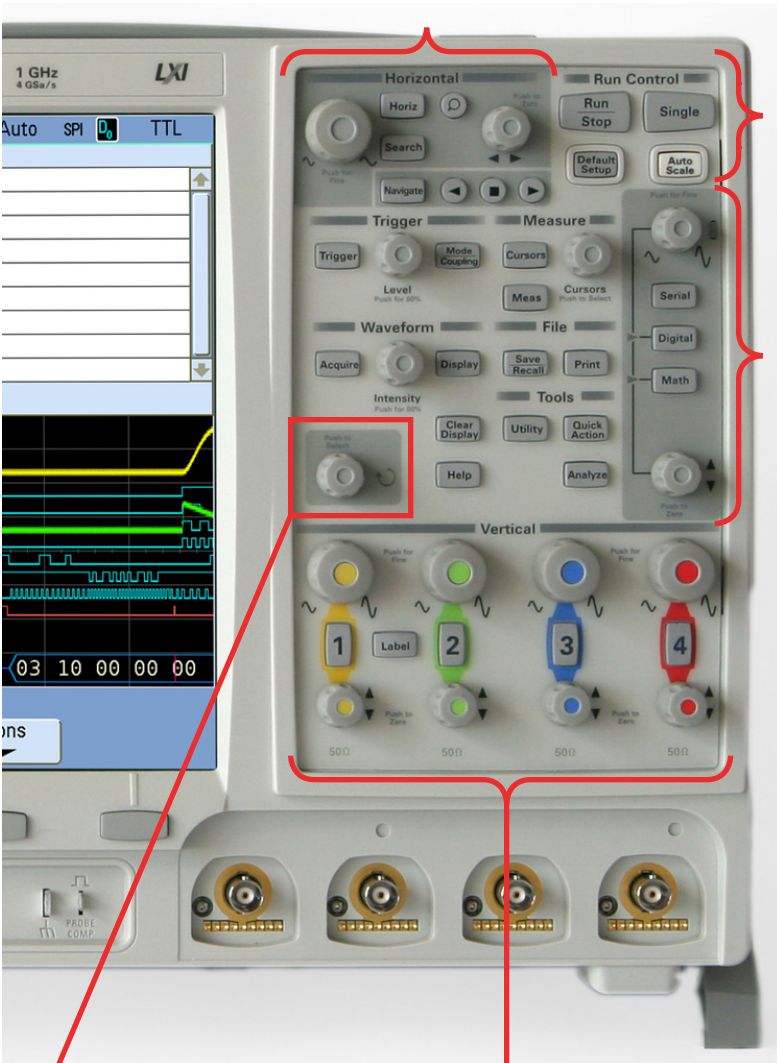 1 GHz
4 GSa/s
LXI
Auto SPI D0 TTL
03 10 00 00 00
ons
Horizontal
Horiz
Push to
Zero
Search
Push for
Fine
Navigate
Run Control
Run
Stop
Single
Default
Setup
Auto
Scale
Push for Fine
Trigger
Trigger
Mode
Coupling
Level
Push for 50%
Measure
Cursors
Meas
Cursors
Push to Select
Serial
Digital
Math
Push to
Zero
Waveform
Acquire
Display
Intensity
Push for 50%
File
Save
Recall
Print
Tools
Utility
Quick
Action
Clear
Display
Help
Analyze
Push to
Select
Vertical
Push for
Fine
Push for
Fine
1
Label
2
3
4
Push to
Zero
Push to
Zero
50Ω
50Ω
50Ω
50Ω
PROBE
COMP